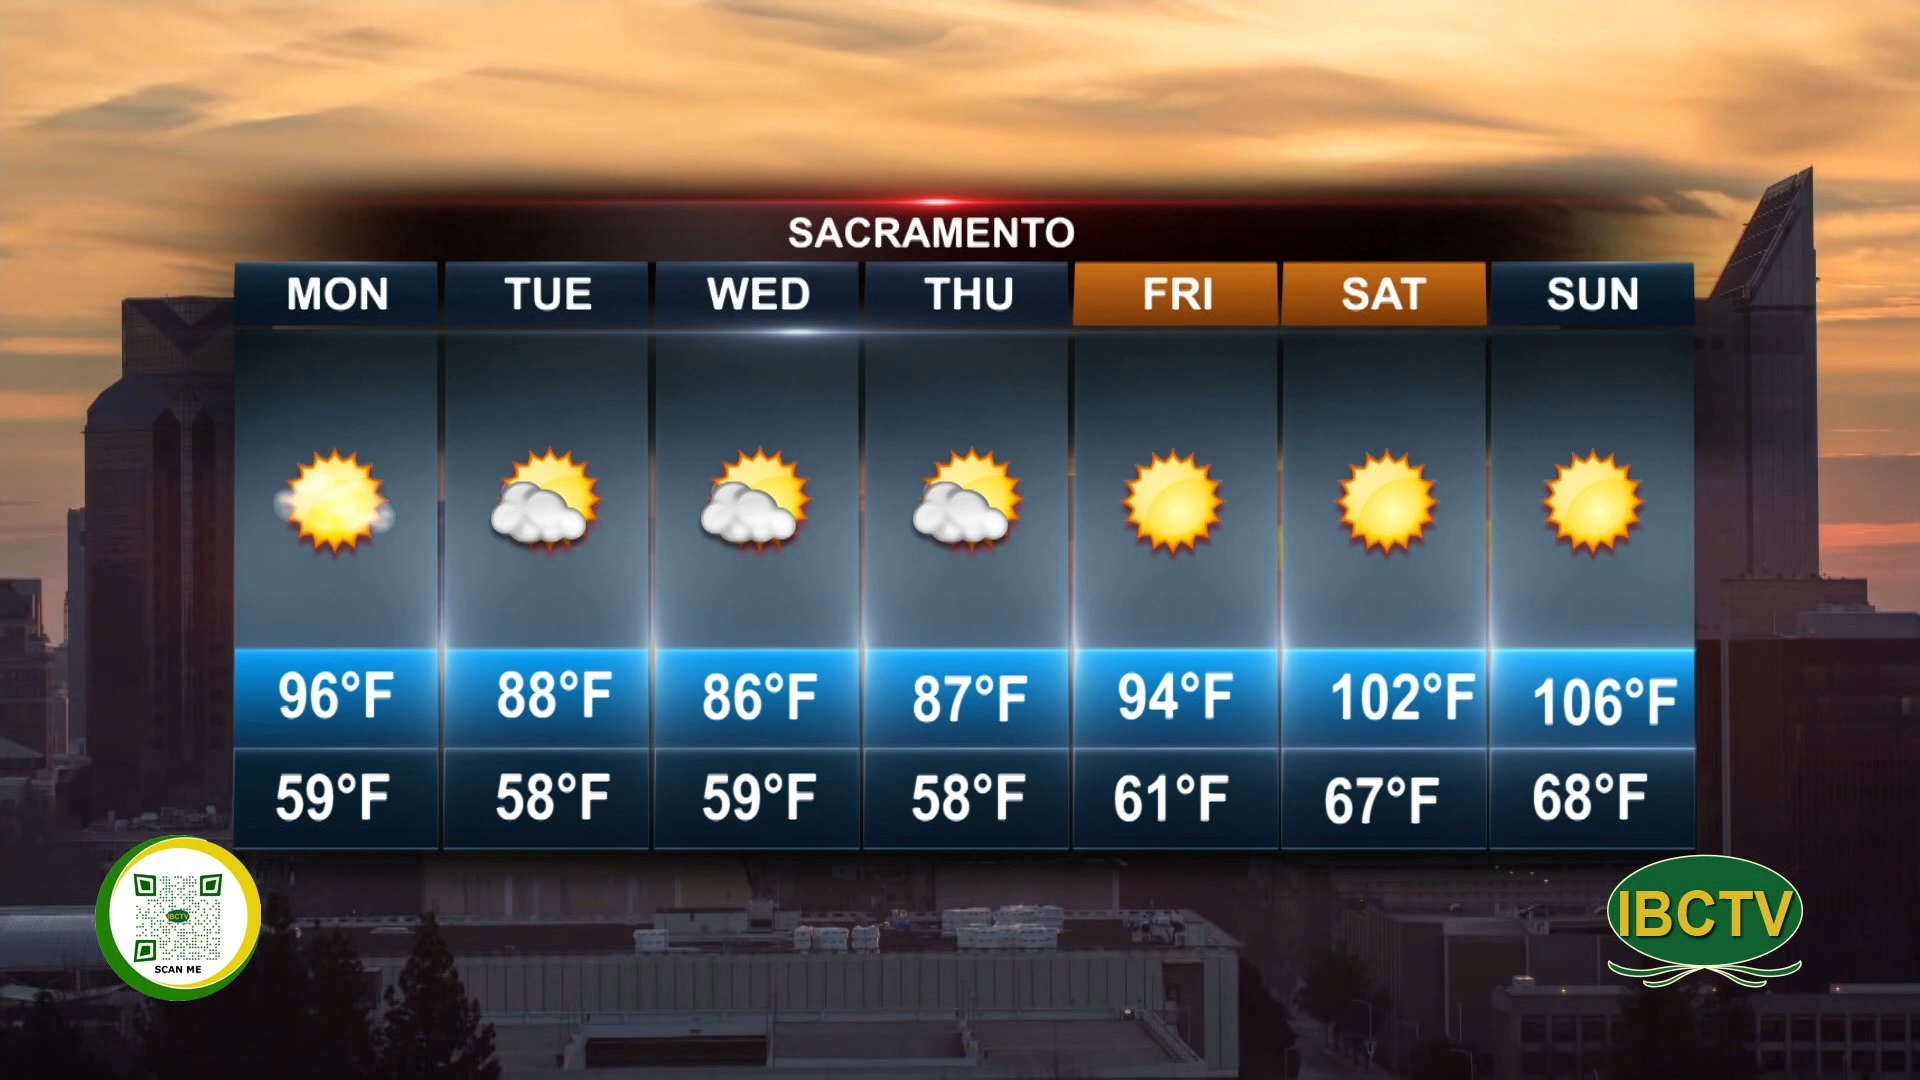 SACRAMENTO
MON TUE WED THU FRI SAT SUN
96°F 88°F 86°F 87°F 94°F 102°F 106°F
59°F 58°F 59°F 58°F 61°F 67°F 68°F
IBCTV
SCAN ME
IBCTV